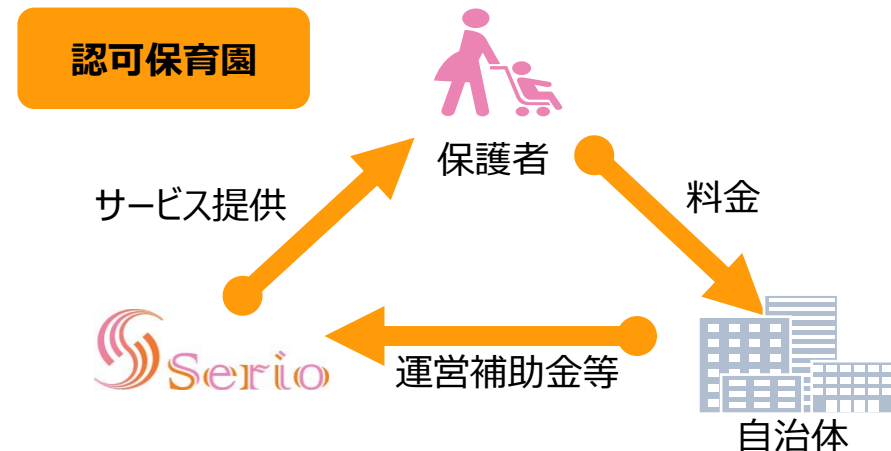 認可保育園
保護者
サービス提供
料金
Serio
運営補助金等
自治体